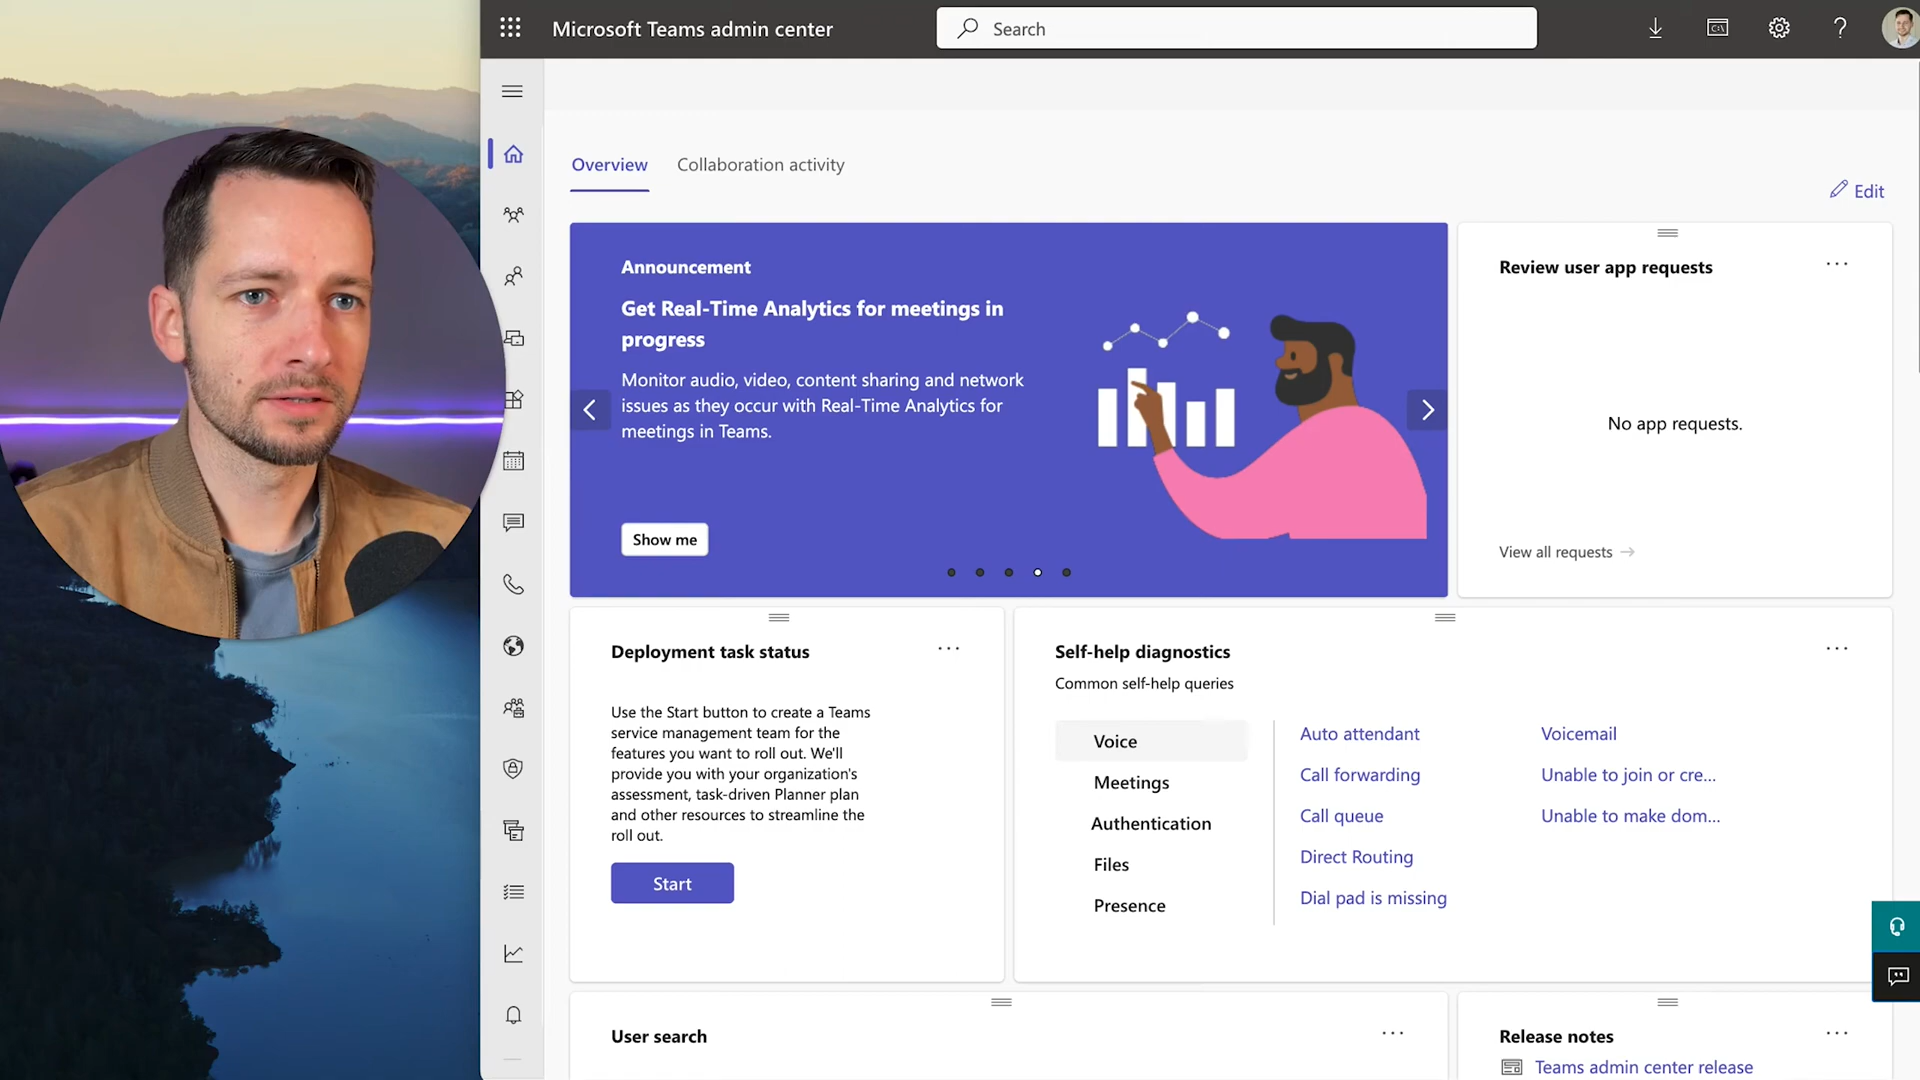 Microsoft Teams admin center
Search
Overview
Collaboration activity
Edit
Announcement
Get Real-Time Analytics for meetings in
progress
Monitor audio, video, content sharing and network
issues as they occur with Real-Time Analytics for
meetings in Teams.
Show me
Review user app requests
No app requests.
View all requests
Deployment task status
Use the Start button to create a Teams
service management team for the
features you want to roll out. We'll
provide you with your organization's
assessment, task-driven Planner plan
and other resources to streamline the
roll out.
Start
Self-help diagnostics
Common self-help queries
Voice
Meetings
Authentication
Files
Presence
Auto attendant
Call forwarding
Call queue
Direct Routing
Dial pad is missing
Voicemail
Unable to join or cre...
Unable to make dom...
User search
Release notes
Teams admin center release